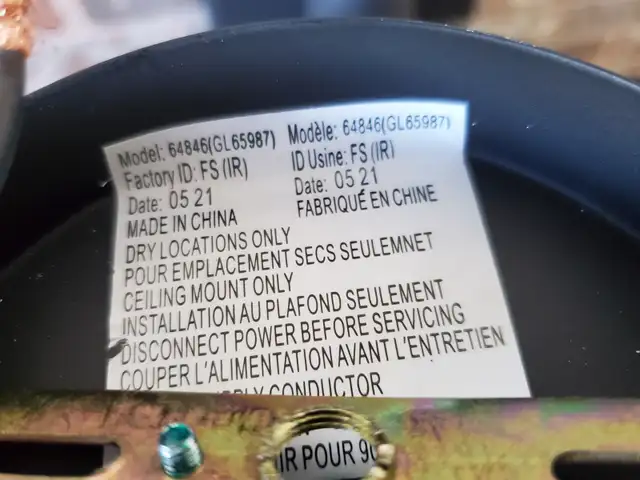 Model: 64846(GL65987) Modèle: 64846(GL65987)
Factory ID: FS (IR) ID Usine: FS (IR)
Date: 05 21 Date: 05 21
MADE IN CHINA FABRIQUÉ EN CHINE
DRY LOCATIONS ONLY
POUR EMPLACEMENT SECS SEULEMNET
CEILING MOUNT ONLY
INSTALLATION AU PLAFOND SEULEMENT
DISCONNECT POWER BEFORE SERVICING
COUPER L'ALIMENTATION AVANT L'ENTRETIEN
CONDUCTOR
POUR